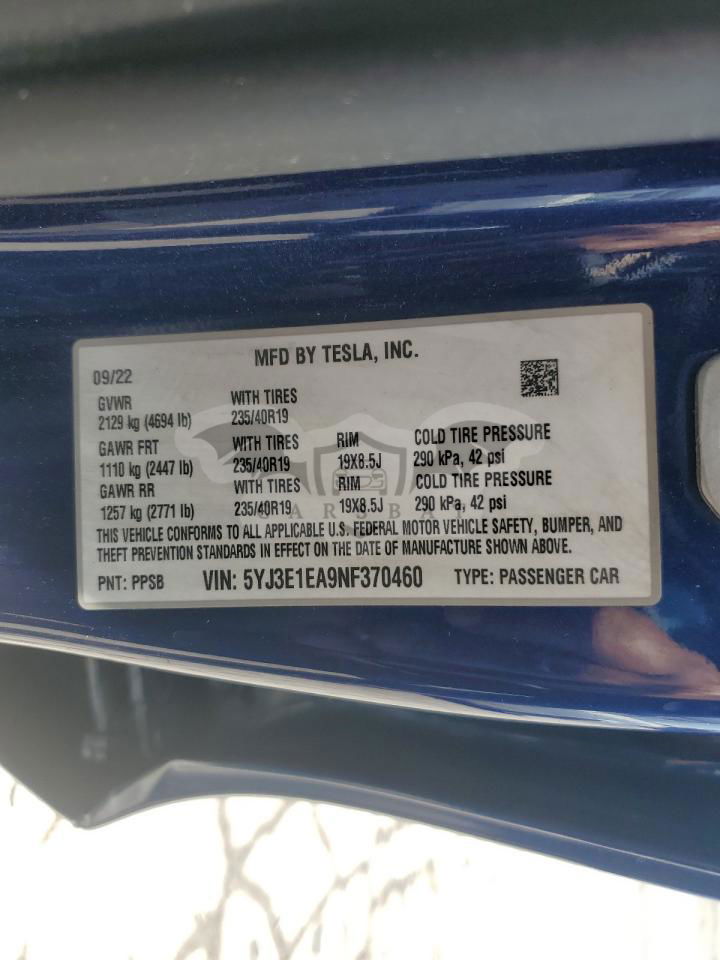 MFD BY TESLA, INC.
09/22
GVWR WITH TIRES
2129 kg (4694 lb) 235/40R19
GAWR FRT WITH TIRES RIM COLD TIRE PRESSURE
1110 kg (2447 lb) 235/40R19 19X8.5J 290 kPa, 42 psi
GAWR RR WITH TIRES RIM COLD TIRE PRESSURE
1257 kg (2771 lb) 235/40R19 19X8.5J 290 kPa, 42 psi
THIS VEHICLE CONFORMS TO ALL APPLICABLE U.S. FEDERAL MOTOR VEHICLE SAFETY, BUMPER, AND
THEFT PREVENTION STANDARDS IN EFFECT ON THE DATE OF MANUFACTURE SHOWN ABOVE.
PNT: PPSB VIN: 5YJ3E1EA9NF370460 TYPE: PASSENGER CAR